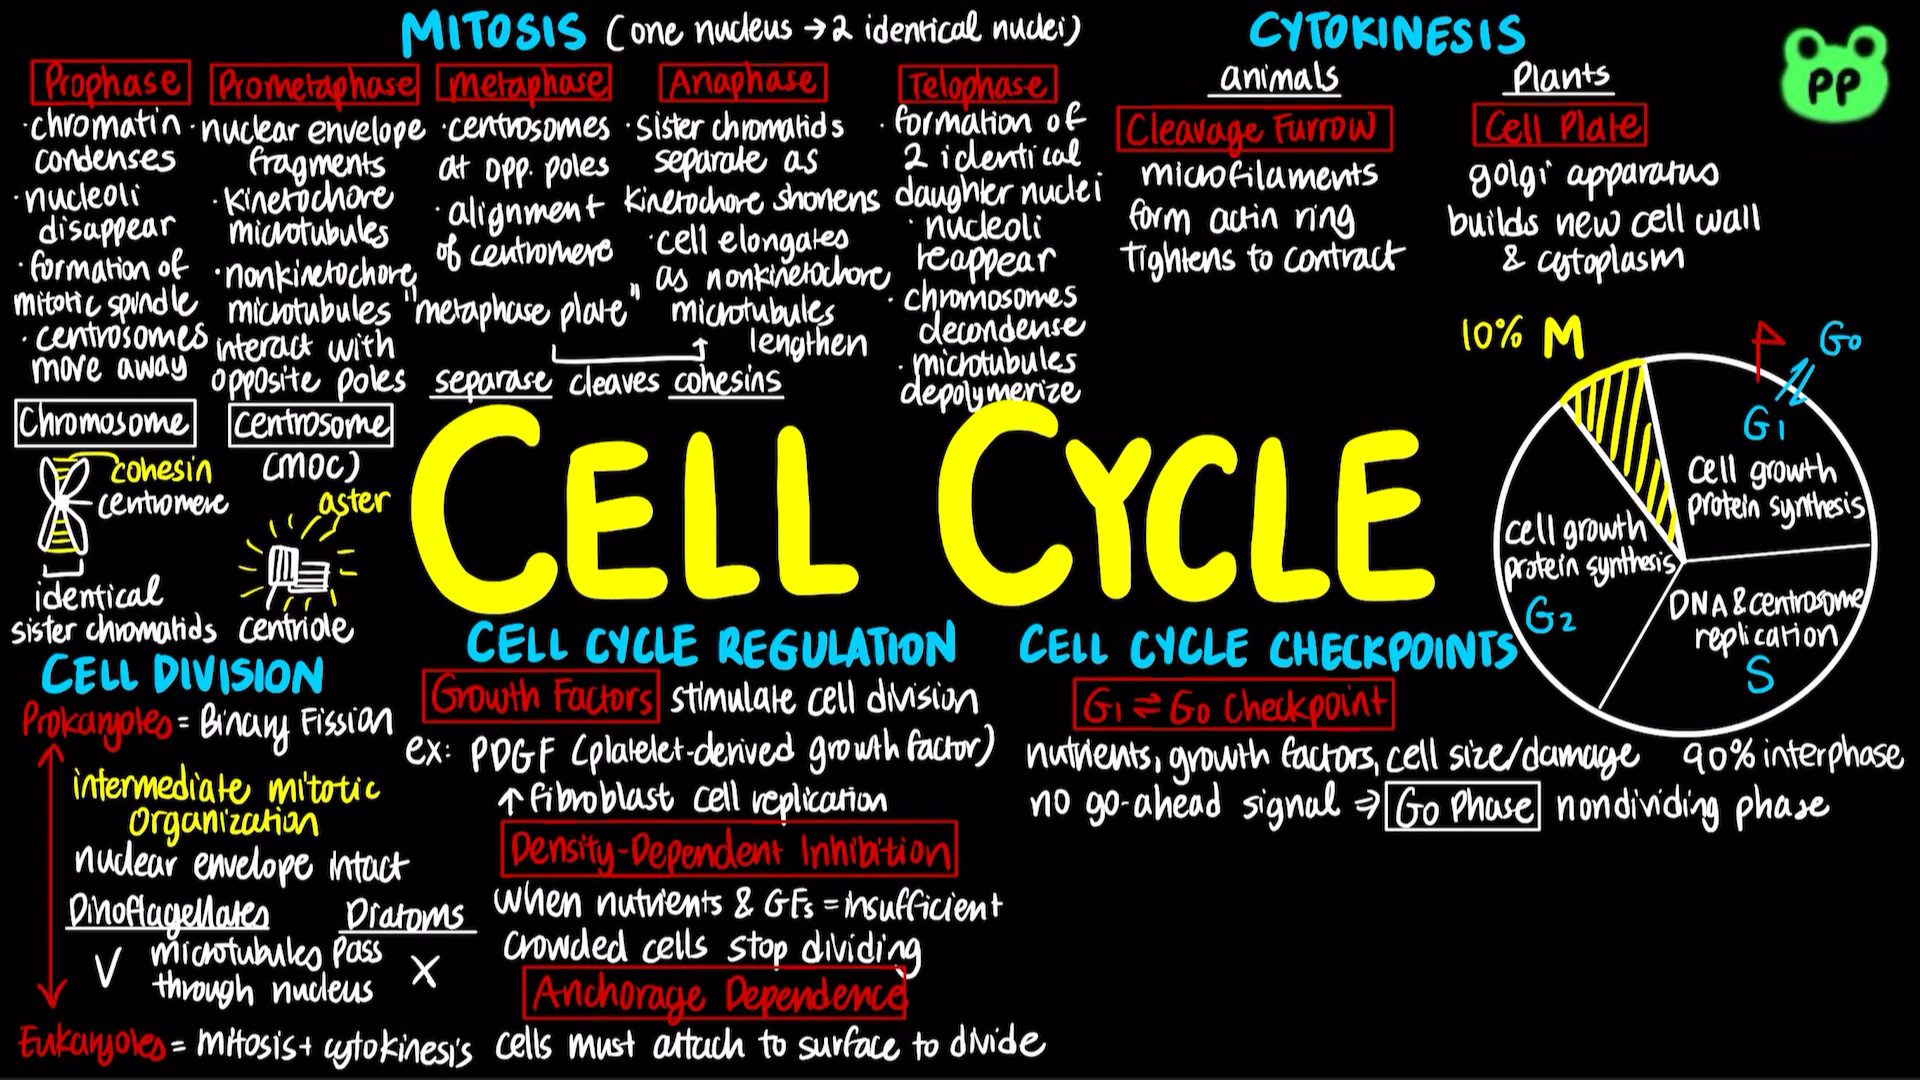 MITOSIS (one nucleus → 2 identical nuclei)
Prophase
· chromatin
condenses
· nucleoli
disappear
· formation of
mitotic spindle
· centrosomes
move away
Prometaphase
· nuclear envelope
fragments
· kinetochore
microtubules
· nonkinetochore
microtubules
interact with
opposite poles
metaphase
· centrosomes
at opp. poles
· alignment
of centromere
"metaphase plate"
Anaphase
· sister chromatids
separate as
kinetochore shortens
· cell elongates
as nonkinetochore
microtubules
lengthen
separase cleaves cohesins
Telophase
· formation of
2 identical
daughter nuclei
· nucleoli
reappear
· chromosomes
decondense
· microtubules
depolymerize
CYTOKINESIS
animals
Cleavage Furrow
microfilaments
form actin ring
tightens to contract
Plants
Cell Plate
golgi apparatus
builds new cell wall
& cytoplasm
PP
Chromosome
cohesin
centromere
identical
sister chromatids
centrosome
(MOC)
aster
centriole
CELL CYCLE
10% M
G0
G1
cell growth
protein synthesis
cell growth
protein synthesis
G2
DNA & centrosome
replication
S
90% interphase
CELL DIVISION
Prokaryotes = Binary Fission
intermediate mitotic
organization
nuclear envelope intact
Dinoflagellates Diatoms
V microtubules pass X
through nucleus
Eukaryotes = mitosis + cytokinesis
CELL CYCLE REGULATION
Growth Factors stimulate cell division
ex: PDGF (platelet-derived growth factor)
↑ fibroblast cell replication
Density-Dependent Inhibition
when nutrients & GFs = insufficient
crowded cells stop dividing
Anchorage Dependence
cells must attach to surface to divide
CELL CYCLE CHECKPOINTS
G1 ⇌ G0 Checkpoint
nutrients, growth factors, cell size/damage
no go-ahead signal ⇒ G0 Phase nondividing phase